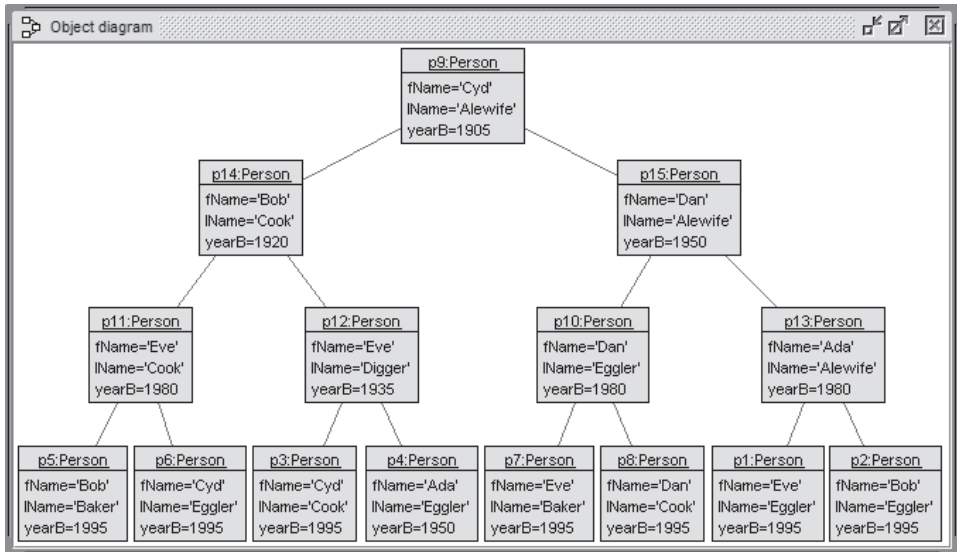 Object diagram
p9:Person
fName='Cyd'
lName='Alewife'
yearB=1905
p14:Person
fName='Bob'
lName='Cook'
yearB=1920
p15:Person
fName='Dan'
lName='Alewife'
yearB=1950
p11:Person
fName='Eve'
lName='Cook'
yearB=1980
p12:Person
fName='Eve'
lName='Digger'
yearB=1935
p10:Person
fName='Dan'
lName='Eggler'
yearB=1980
p13:Person
fName='Ada'
lName='Alewife'
yearB=1980
p5:Person
fName='Bob'
lName='Baker'
yearB=1995
p6:Person
fName='Cyd'
lName='Eggler'
yearB=1995
p3:Person
fName='Cyd'
lName='Cook'
yearB=1995
p4:Person
fName='Ada'
lName='Eggler'
yearB=1950
p7:Person
fName='Eve'
lName='Baker'
yearB=1995
p8:Person
fName='Dan'
lName='Cook'
yearB=1995
p1:Person
fName='Eve'
lName='Eggler'
yearB=1995
p2:Person
fName='Bob'
lName='Eggler'
yearB=1995